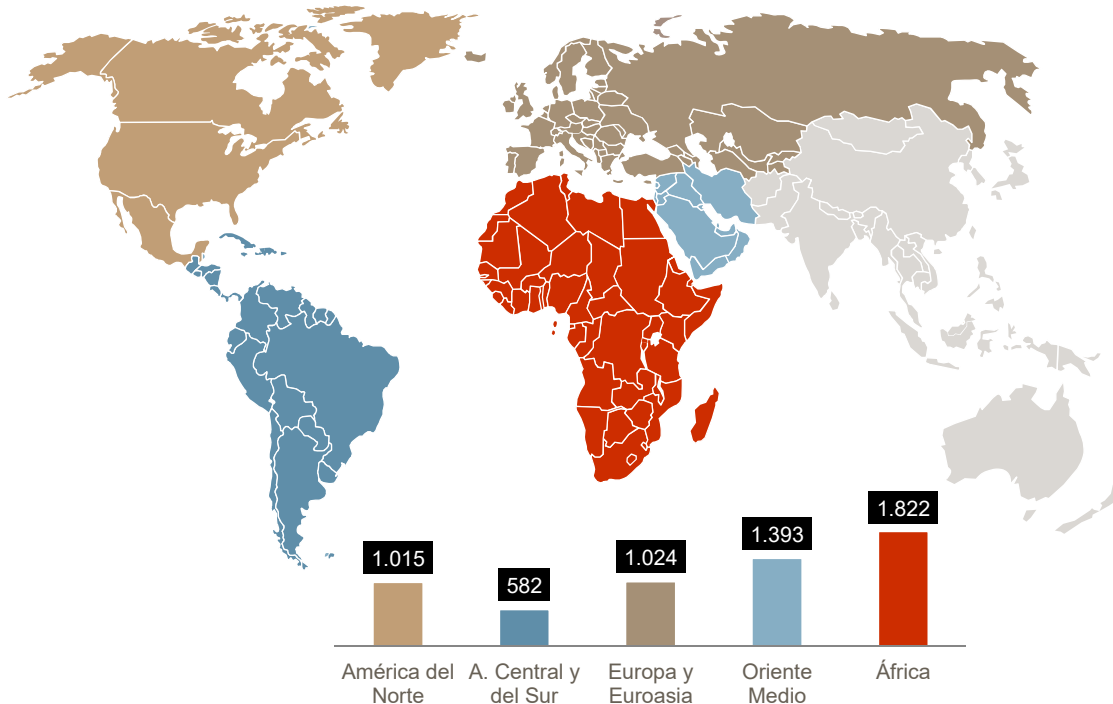 1.015
582
1.024
1.393
1.822
América del
Norte
A. Central y
del Sur
Europa y
Euroasia
Oriente
Medio
África